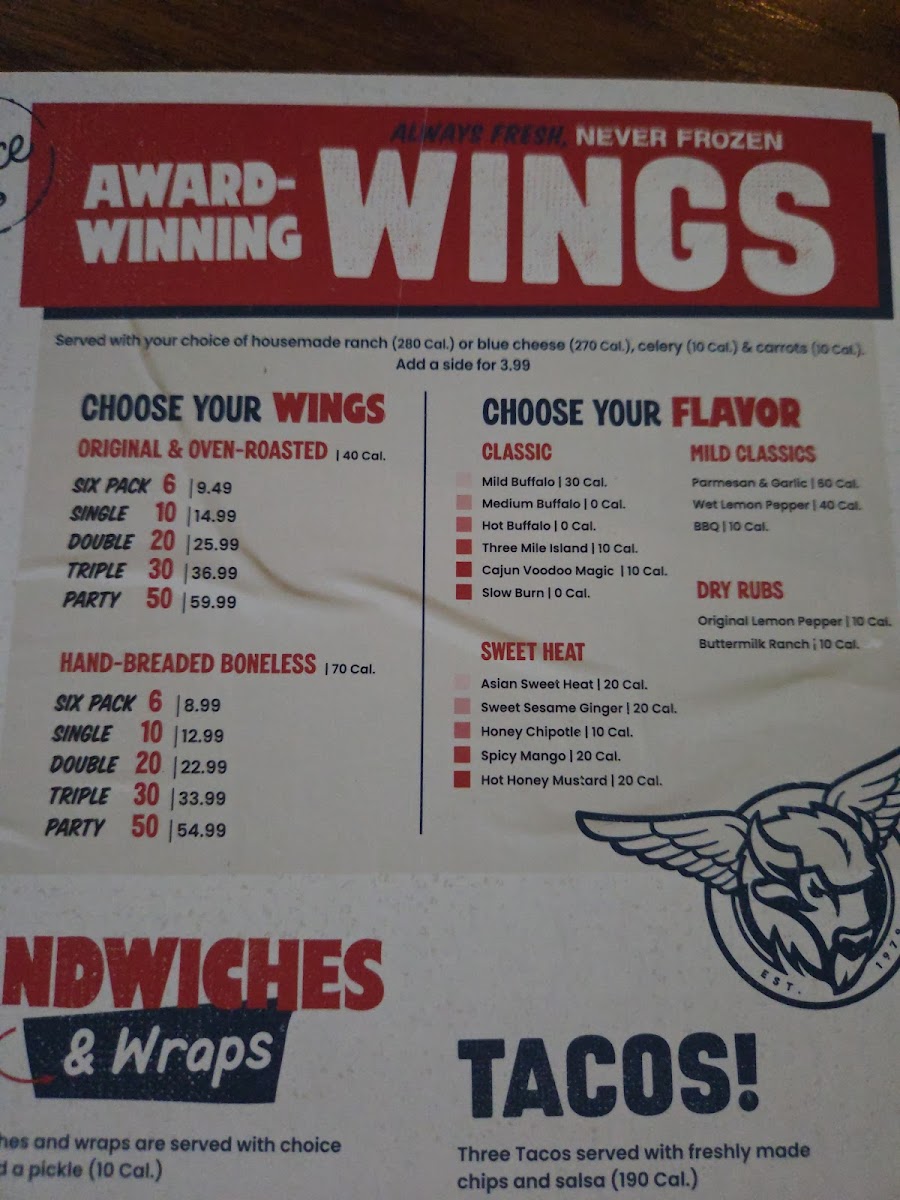 ALWAYS FRESH, NEVER FROZEN
AWARD-
WINNING
WINGS
Served with your choice of housemade ranch (280 Cal.) or blue cheese (270 Cal.), celery (10 Cal.) & carrots (10 Cal.).
Add a side for 3.99
CHOOSE YOUR WINGS
ORIGINAL & OVEN-ROASTED | 40 Cal.
SIX PACK 6 | 9.49
SINGLE 10 | 14.99
DOUBLE 20 | 25.99
TRIPLE 30 | 36.99
PARTY 50 | 59.99
HAND-BREADED BONELESS | 70 Cal.
SIX PACK 6 | 8.99
SINGLE 10 | 12.99
DOUBLE 20 | 22.99
TRIPLE 30 | 33.99
PARTY 50 | 54.99
CHOOSE YOUR FLAVOR
CLASSIC
Mild Buffalo | 30 Cal.
Medium Buffalo | 0 Cal.
Hot Buffalo | 0 Cal.
Three Mile Island | 10 Cal.
Cajun Voodoo Magic | 10 Cal.
Slow Burn | 0 Cal.
SWEET HEAT
Asian Sweet Heat | 20 Cal.
Sweet Sesame Ginger | 20 Cal.
Honey Chipotle | 10 Cal.
Spicy Mango | 20 Cal.
Hot Honey Mustard | 20 Cal.
MILD CLASSICS
Parmesan & Garlic | 60 Cal.
Wet Lemon Pepper | 40 Cal.
BBQ | 10 Cal.
DRY RUBS
Original Lemon Pepper | 10 Cal.
Buttermilk Ranch | 10 Cal.
EST. 1979
NDWICHES
& Wraps
hes and wraps are served with choice
d a pickle (10 Cal.)
TACOS!
Three Tacos served with freshly made
chips and salsa (190 Cal.)